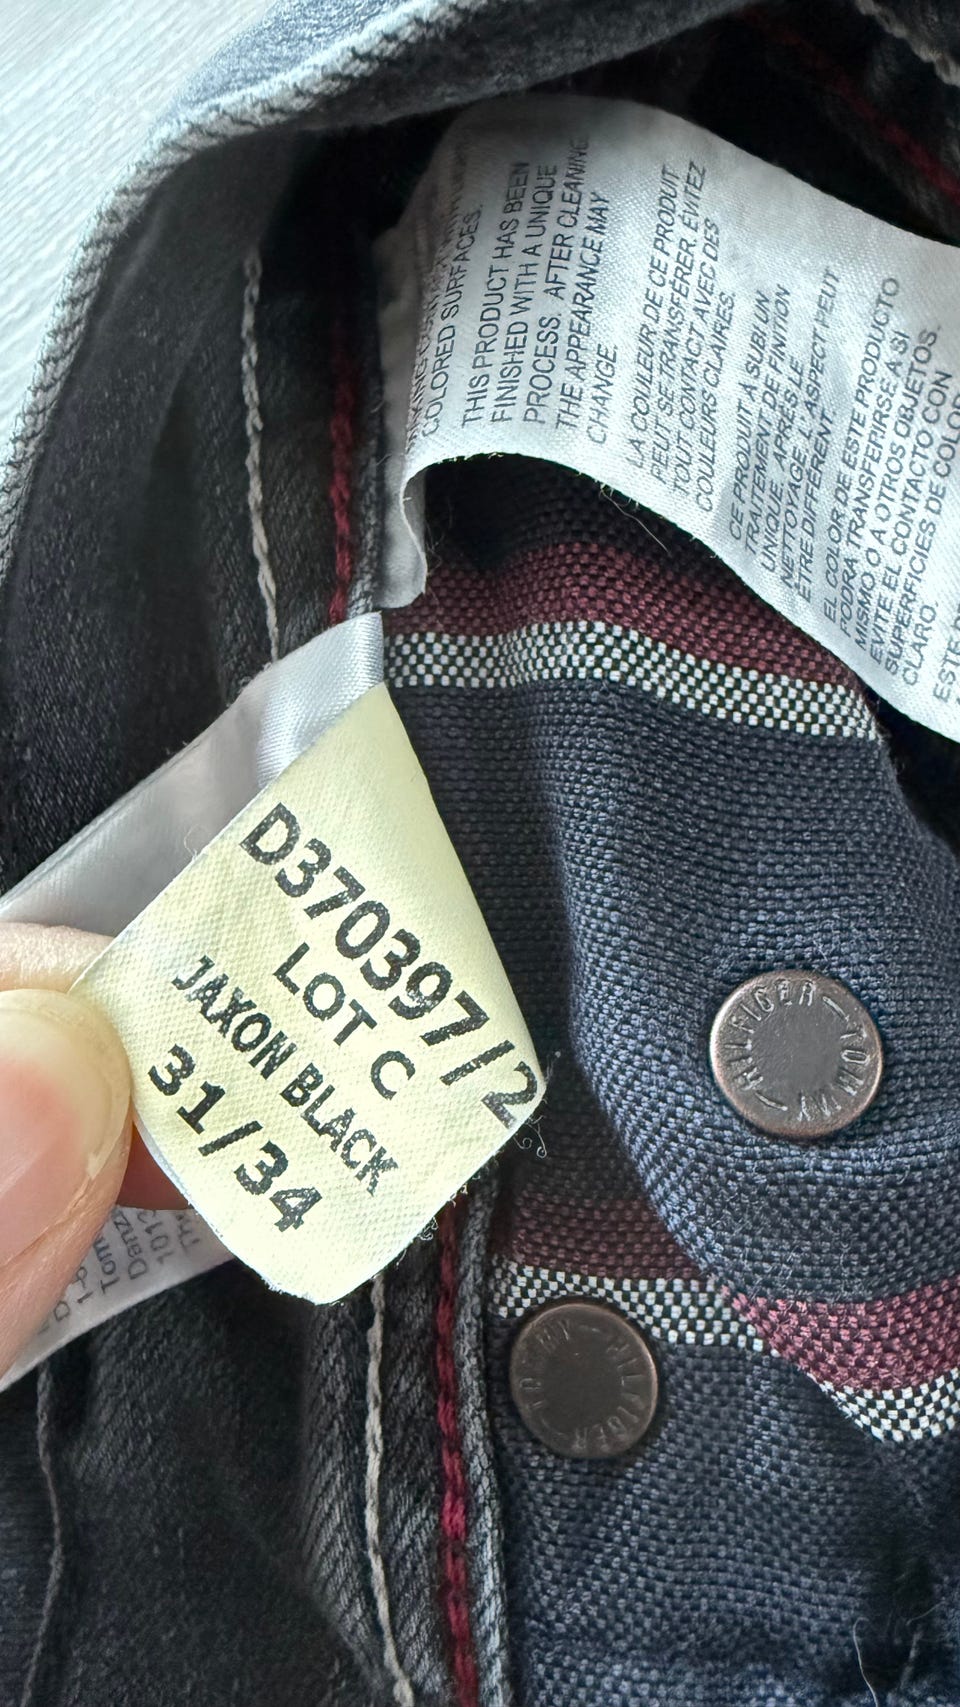 COLORED SURFACES.
THIS PRODUCT HAS BEEN
FINISHED WITH A UNIQUE
PROCESS. AFTER CLEANING
THE APPEARANCE MAY
CHANGE.
LA COULEUR DE CE PRODUIT
PEUT SE TRANSFÉRER. ÉVITEZ
TOUT CONTACT AVEC DES
COULEURS CLAIRES.
CE PRODUIT A SUBI UN
TRAITEMENT DE FINITION
UNIQUE. APRÈS LE
NETTOYAGE, L'ASPECT PEUT
ÊTRE DIFFÉRENT
EL COLOR DE ESTE PRODUCTO
PODRA TRANSFERIRSE A SI
MISMO O A OTROS OBJETOS.
EVITE EL CONTACTO CON
SUPERFICIES DE COLOR
CLARO.
D370397/2
LOT C
JAXON BLACK
31/34
TOMMY HILFIGER
TOMMY HILFIGER